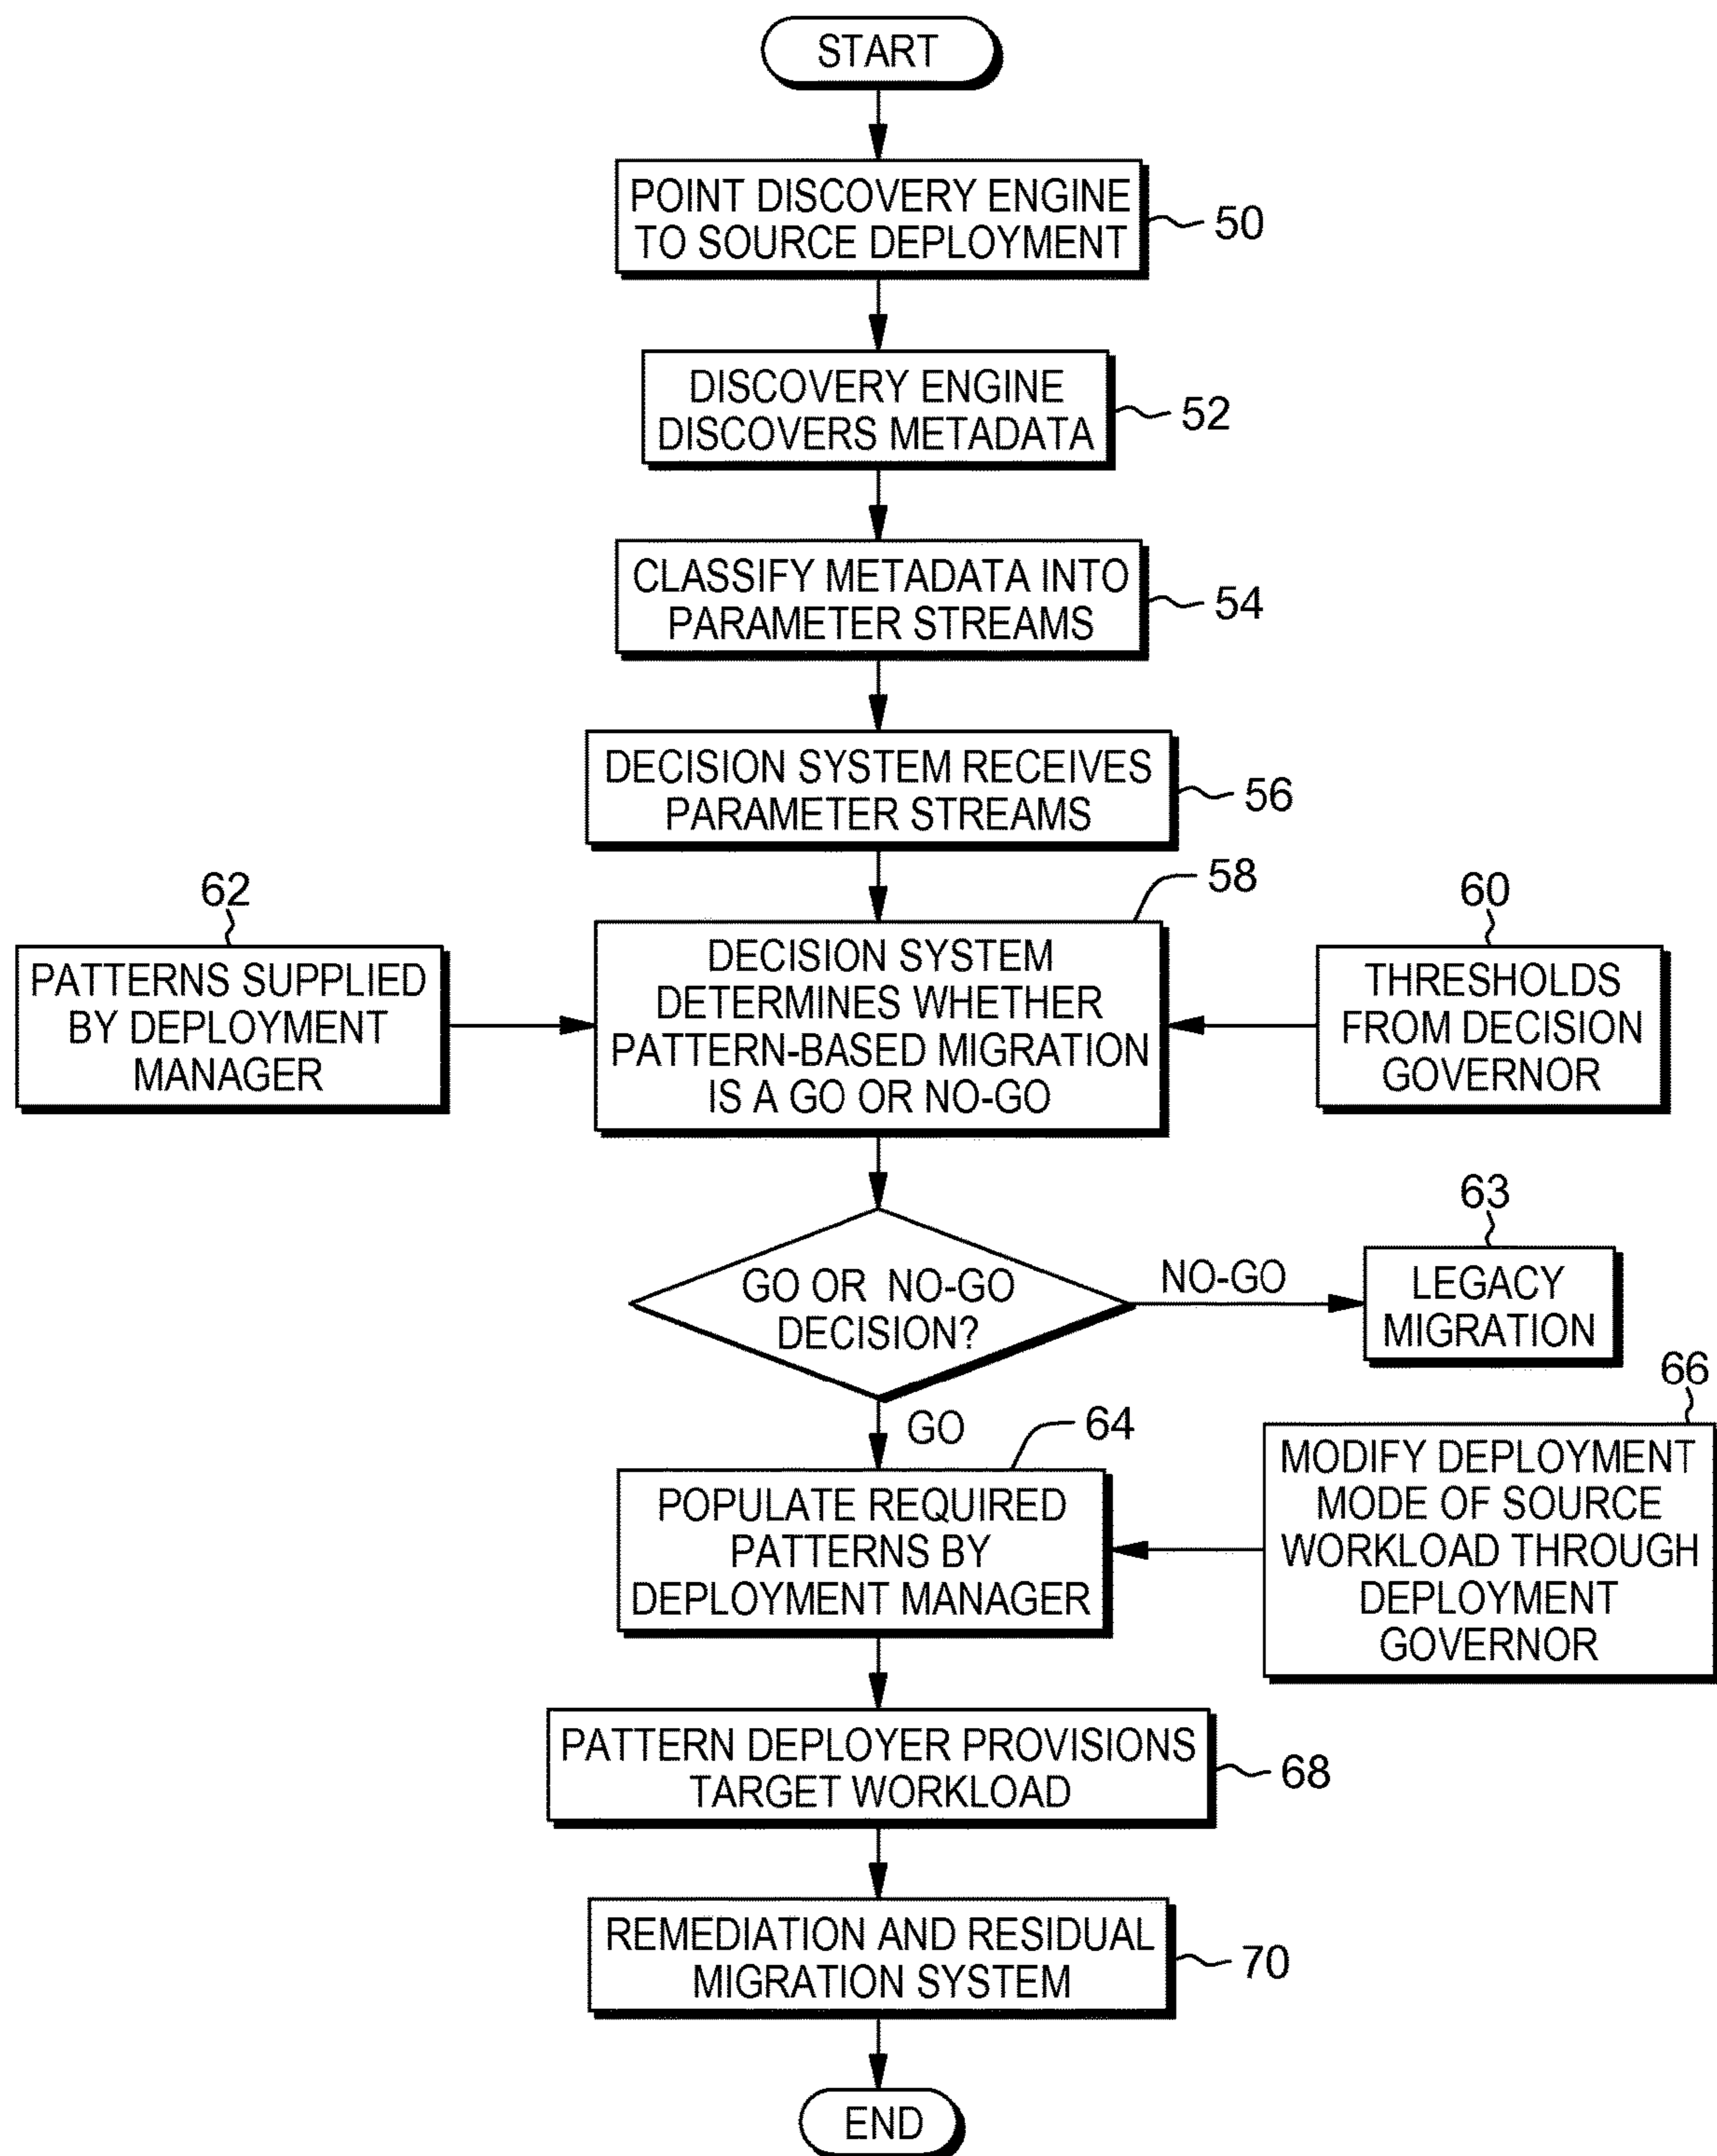 START
POINT DISCOVERY ENGINE
TO SOURCE DEPLOYMENT
50
DISCOVERY ENGINE
DISCOVERS METADATA
52
CLASSIFY METADATA INTO
PARAMETER STREAMS
54
DECISION SYSTEM RECEIVES
PARAMETER STREAMS
56
62
PATTERNS SUPPLIED
BY DEPLOYMENT
MANAGER
58
DECISION SYSTEM
DETERMINES WHETHER
PATTERN-BASED MIGRATION
IS A GO OR NO-GO
60
THRESHOLDS
FROM DECISION
GOVERNOR
GO OR NO-GO
DECISION?
NO-GO
63
LEGACY
MIGRATION
GO
64
POPULATE REQUIRED
PATTERNS BY
DEPLOYMENT MANAGER
66
MODIFY DEPLOYMENT
MODE OF SOURCE
WORKLOAD THROUGH
DEPLOYMENT
GOVERNOR
PATTERN DEPLOYER PROVISIONS
TARGET WORKLOAD
68
REMEDIATION AND RESIDUAL
MIGRATION SYSTEM
70
END